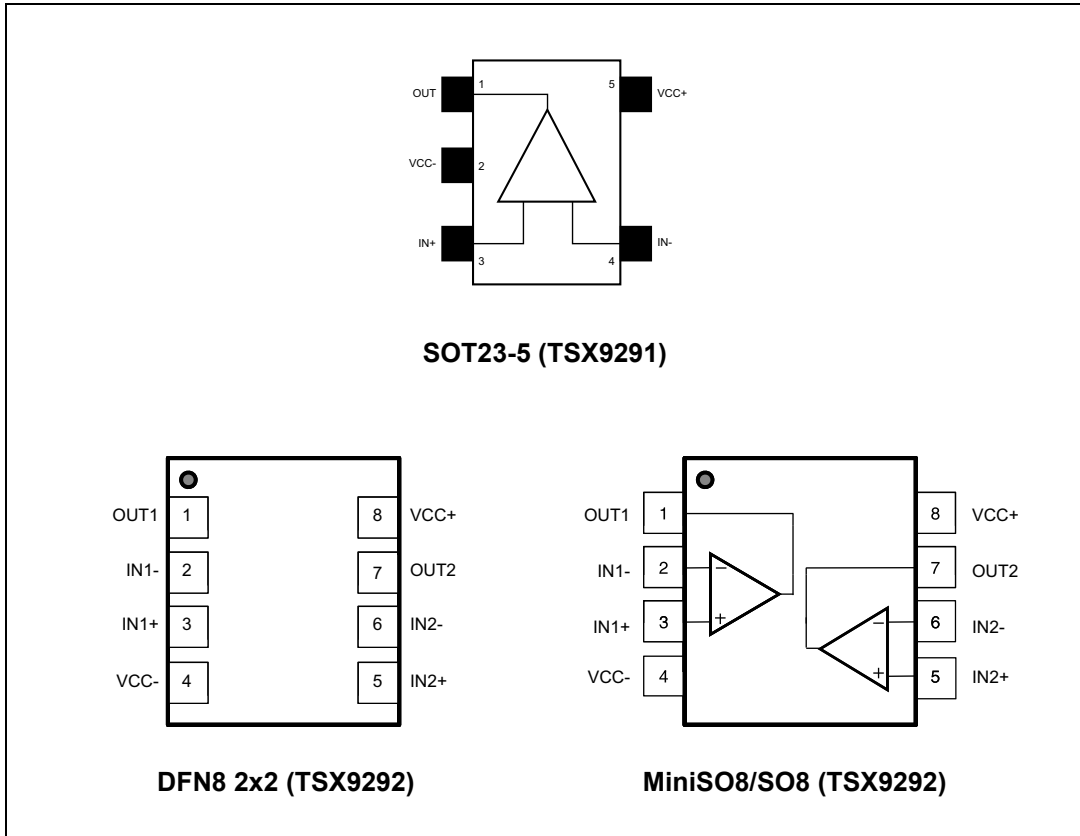 OUT 1 5 VCC+
VCC- 2
IN+ 3 4 IN-
SOT23-5 (TSX9291)
OUT1 1 8 VCC+
IN1- 2 7 OUT2
IN1+ 3 6 IN2-
VCC- 4 5 IN2+
DFN8 2x2 (TSX9292)
OUT1 1 8 VCC+
IN1- 2 − 7 OUT2
IN1+ 3 + − 6 IN2-
VCC- 4 + 5 IN2+
MiniSO8/SO8 (TSX9292)